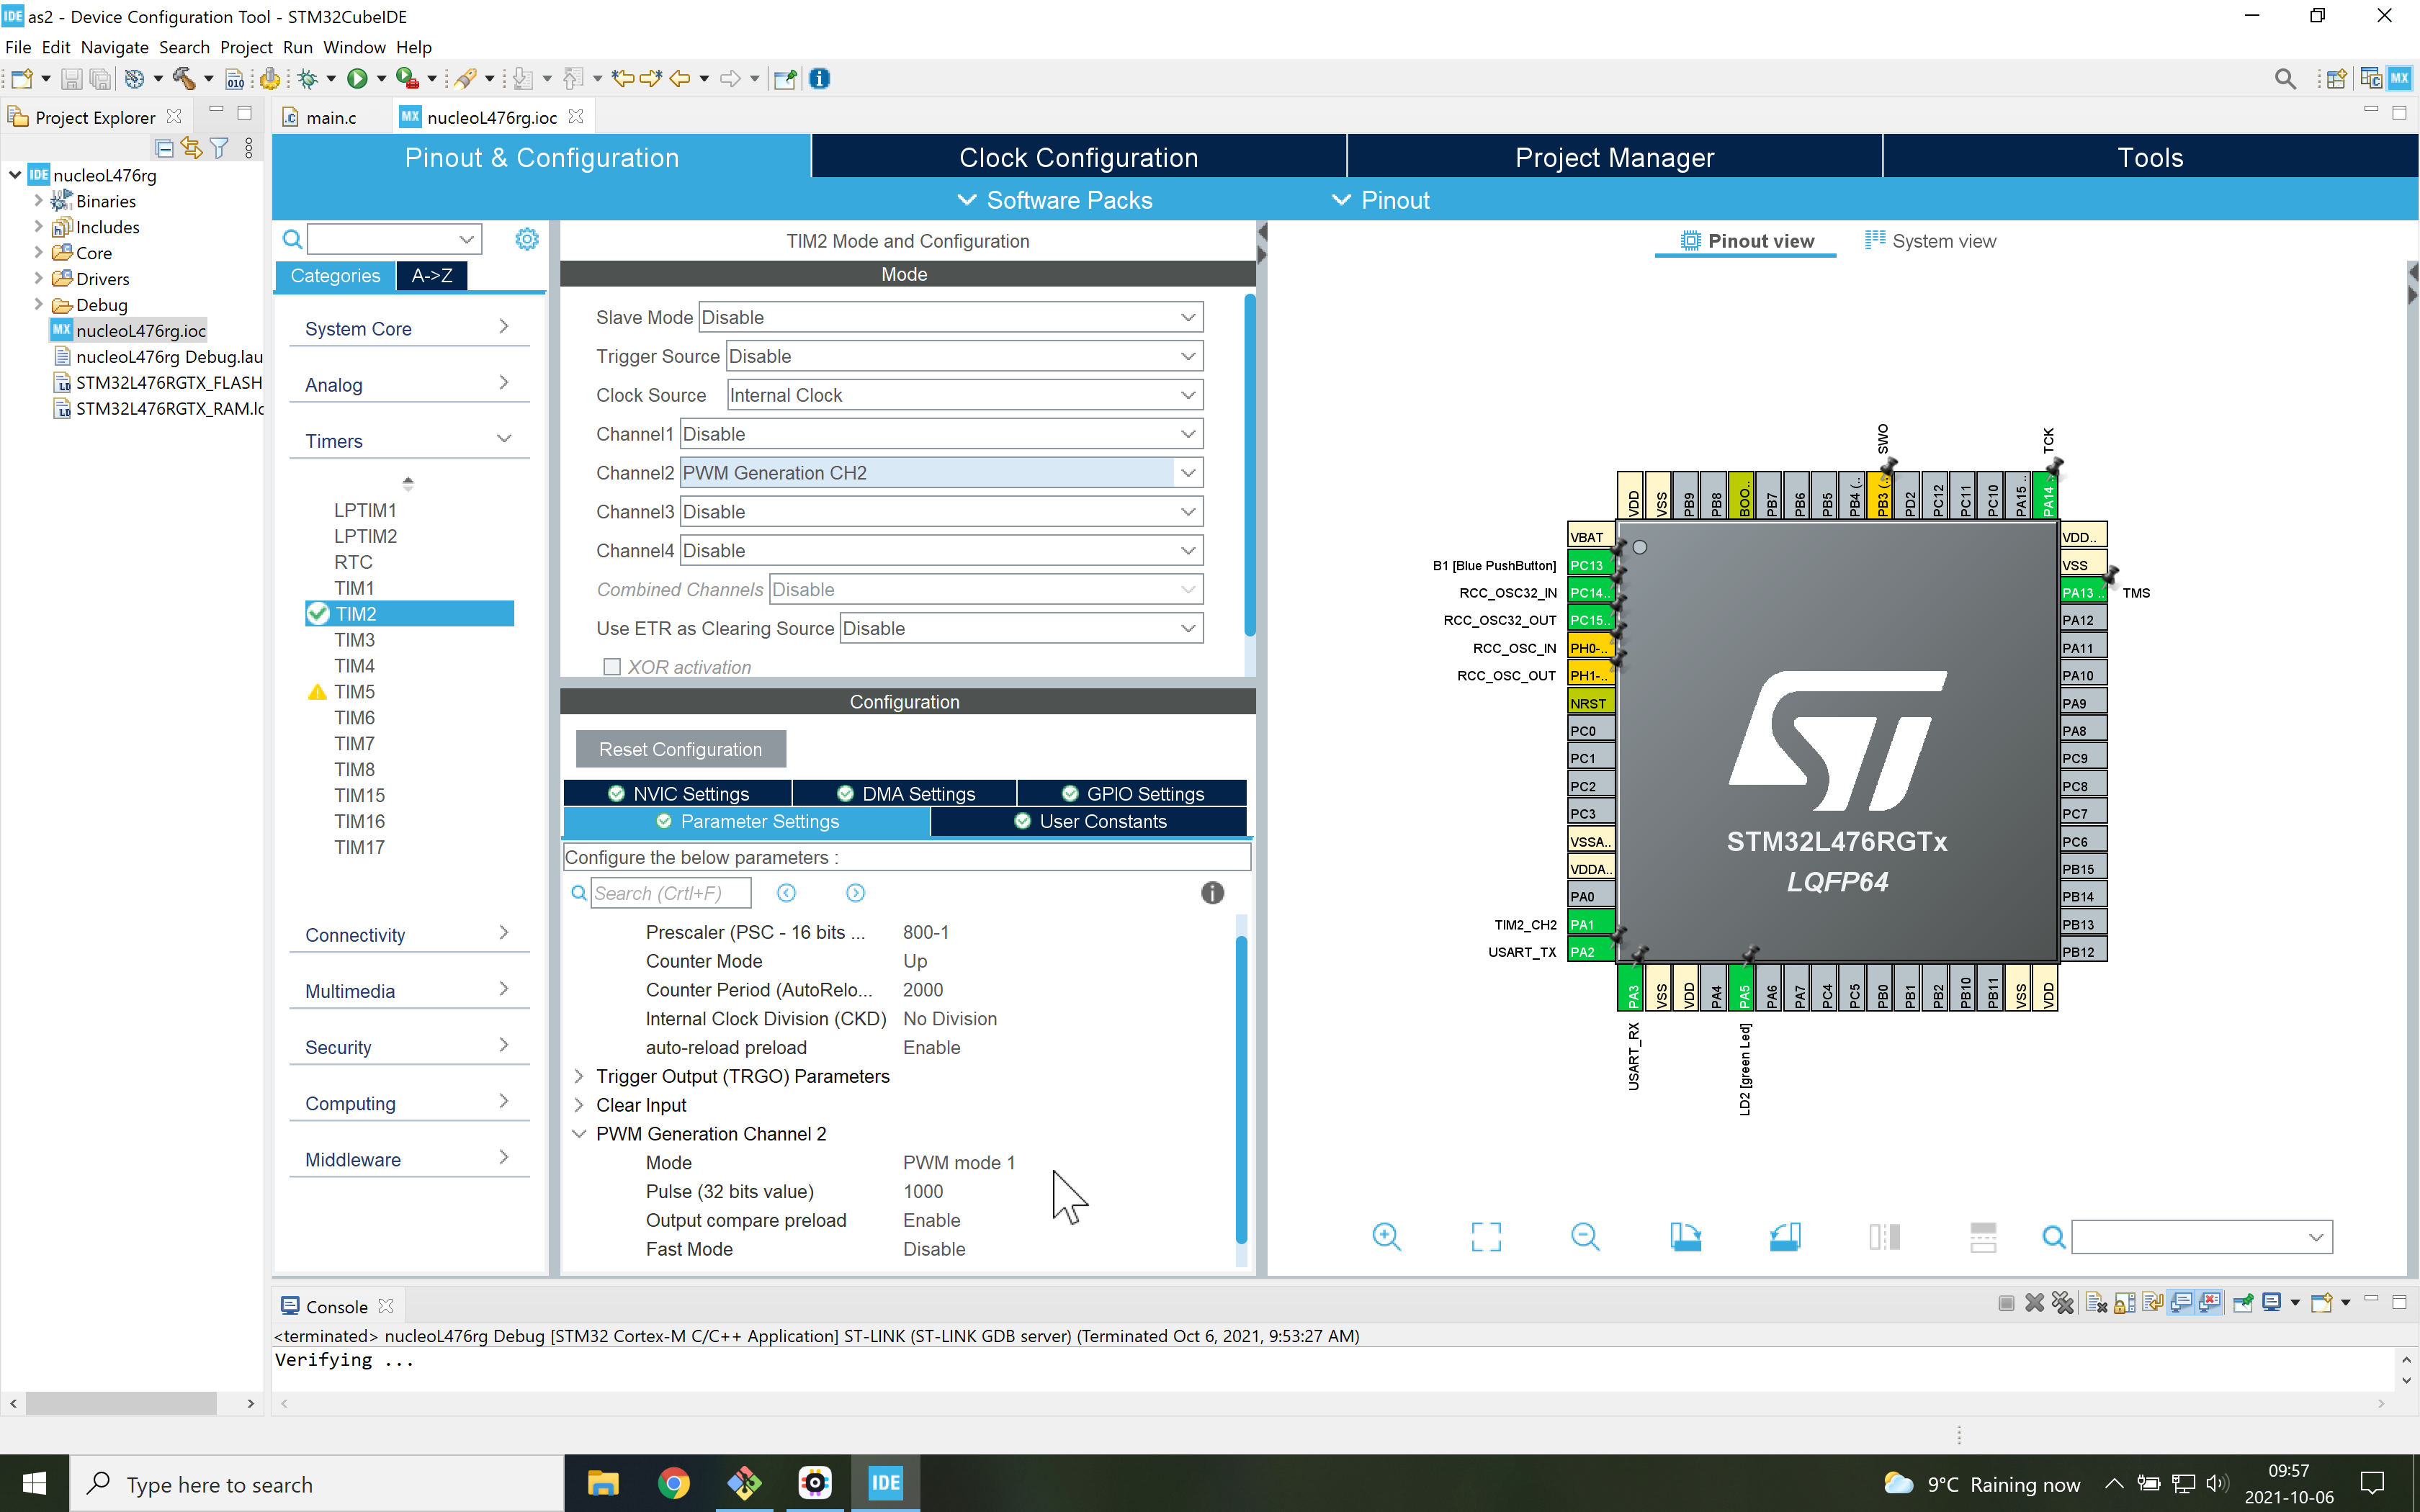 IDE as2 - Device Configuration Tool - STM32CubeIDE
File Edit Navigate Search Project Run Window Help
010 MX
Project Explorer
main.c
MX nucleoL476rg.ioc
IDE nucleoL476rg
Binaries
Includes
Core
Drivers
Debug
MX nucleoL476rg.ioc
nucleoL476rg Debug.lau
STM32L476RGTX_FLASH
STM32L476RGTX_RAM.lc
Pinout & Configuration
Clock Configuration
Project Manager
Tools
Software Packs
Pinout
Categories
A->Z
System Core
Analog
Timers
LPTIM1
LPTIM2
RTC
TIM1
TIM2
TIM3
TIM4
TIM5
TIM6
TIM7
TIM8
TIM15
TIM16
TIM17
Connectivity
Multimedia
Security
Computing
Middleware
TIM2 Mode and Configuration
Mode
Slave Mode Disable
Trigger Source Disable
Clock Source Internal Clock
Channel1 Disable
Channel2 PWM Generation CH2
Channel3 Disable
Channel4 Disable
Combined Channels Disable
Use ETR as Clearing Source Disable
XOR activation
Configuration
Reset Configuration
NVIC Settings
DMA Settings
GPIO Settings
Parameter Settings
User Constants
Configure the below parameters :
Search (Crtl+F)
Prescaler (PSC - 16 bits ... 800-1
Counter Mode Up
Counter Period (AutoRelo... 2000
Internal Clock Division (CKD) No Division
auto-reload preload Enable
Trigger Output (TRGO) Parameters
Clear Input
PWM Generation Channel 2
Mode PWM mode 1
Pulse (32 bits value) 1000
Output compare preload Enable
Fast Mode Disable
Pinout view
System view
SWO
TCK
VDD VSS PB9 PB8 BOO.. PB7 PB6 PB5 PB4 (.. PB3 (.. PD2 PC12 PC11 PC10 PA15 .. PA14 ..
VBAT
B1 [Blue PushButton] PC13
RCC_OSC32_IN PC14..
RCC_OSC32_OUT PC15..
RCC_OSC_IN PH0-..
RCC_OSC_OUT PH1-..
NRST
PC0
PC1
PC2
PC3
VSSA..
VDDA..
PA0
TIM2_CH2 PA1
USART_TX PA2
VDD..
VSS
PA13 .. TMS
PA12
PA11
PA10
PA9
PA8
PC9
PC8
PC7
PC6
PB15
PB14
PB13
PB12
STM32L476RGTx
LQFP64
PA3 VSS VDD PA4 PA5 PA6 PA7 PC4 PC5 PB0 PB1 PB2 PB10 PB11 VSS VDD
USART_RX
LD2 [green Led]
Console
<terminated> nucleoL476rg Debug [STM32 Cortex-M C/C++ Application] ST-LINK (ST-LINK GDB server) (Terminated Oct 6, 2021, 9:53:27 AM)
Verifying ...
Type here to search
IDE
9°C Raining now
09:57
2021-10-06